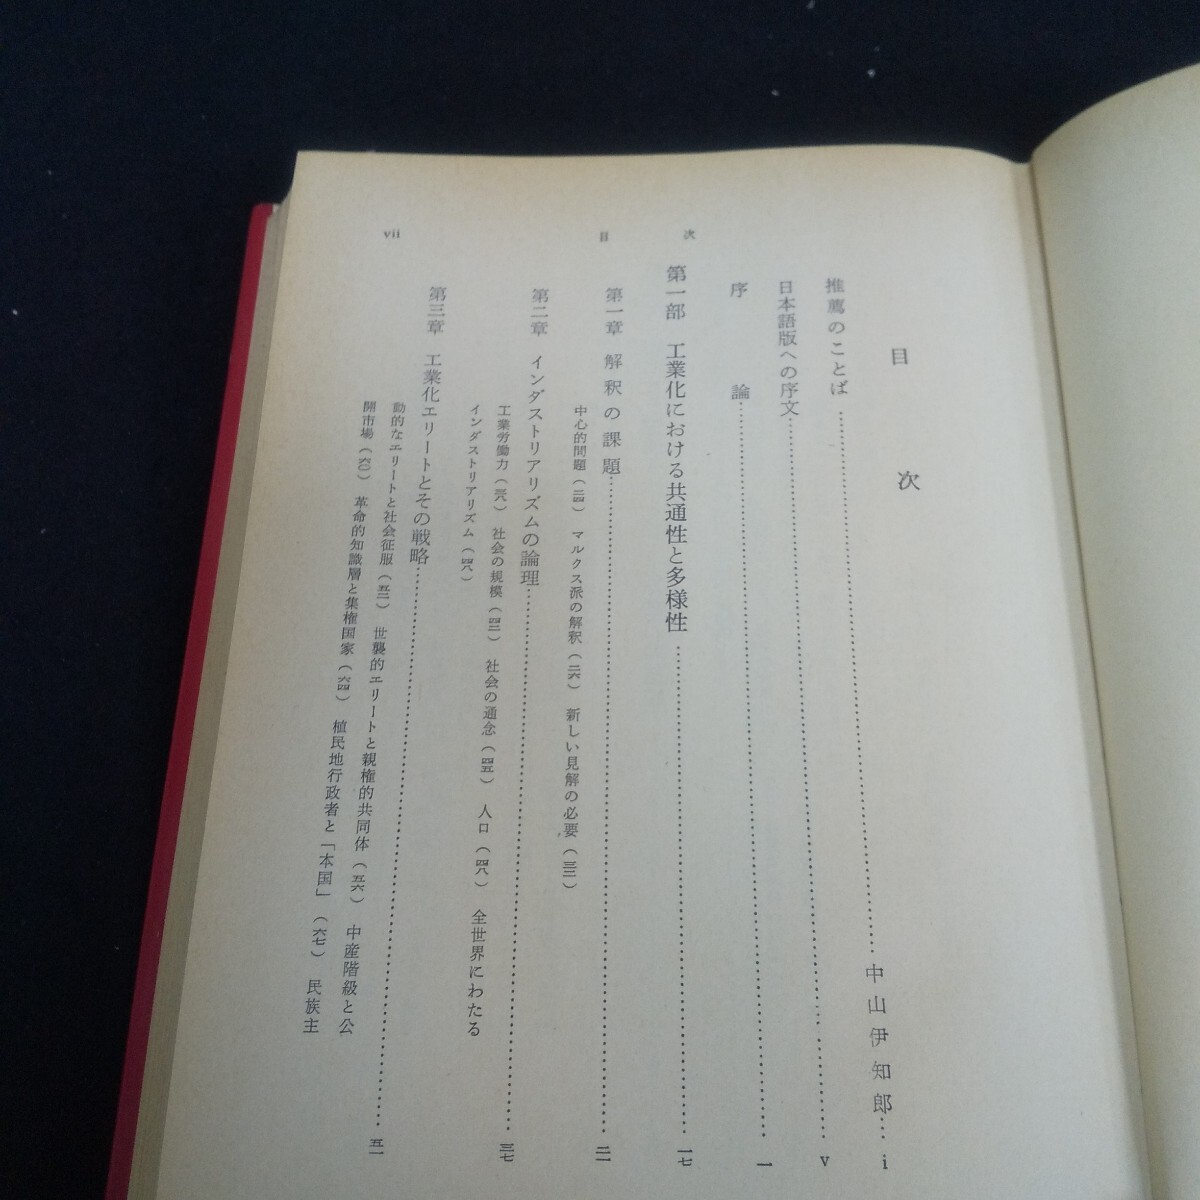 目次
推薦のことば……中山伊知郎…i
日本語版への序文……v
序論……一
第一部 工業化における共通性と多様性……一七
第一章 解釈の課題……二一
中心的問題(二四) マルクス派の解釈(二六) 新しい見解の必要(三三)
第二章 インダストリアリズムの論理……三七
工業労働力(三八) 社会の規模(四二) 社会の通念(四五) 人口(四八) 全世界にわたる
インダストリアリズム(四八)
第三章 工業化エリートとその戦略……五一
動的なエリートと社会征服(五二) 世襲的エリートと親権的共同体(五六) 中産階級と公
開市場(六〇) 革命的知識層と集権国家(六四) 植民地行政者と「本国」(六七) 民族主
目次
vii